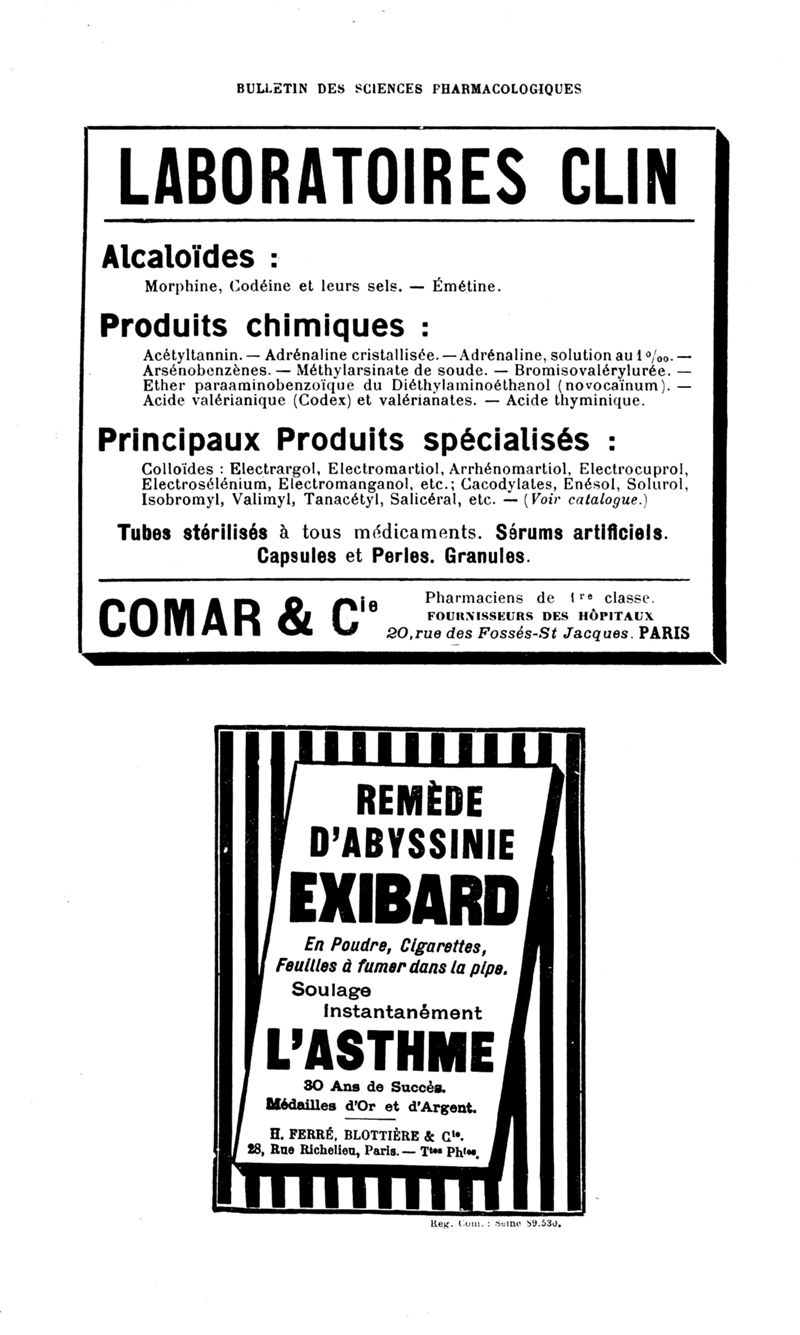 BULLETIN DES SCIENCES PHARMACOLOGIQUES
LABORATOIRES CLIN
Alcaloïdes :
Morphine, Codéine et leurs sels. — Émétine.
Produits chimiques :
Acétyltannin. — Adrénaline cristallisée. — Adrénaline, solution au 1 ‰. —
Arsénobenzènes. — Méthylarsinate de soude. — Bromisovalérylurée. —
Ether paraaminobenzoïque du Diéthylaminoéthanol (novocaïnum). —
Acide valérianique (Codex) et valérianates. — Acide thyminique.
Principaux Produits spécialisés :
Colloïdes : Electrargol, Electromartiol, Arrhénomartiol, Electrocuprol,
Electrosélénium, Electromanganol, etc.; Cacodylates, Enésol, Solurol,
Isobromyl, Valimyl, Tanacétyl, Salicéral, etc. — (Voir catalogue.)
Tubes stérilisés à tous médicaments. Sérums artificiels.
Capsules et Perles. Granules.
COMAR & Cie
Pharmaciens de 1re classe.
FOURNISSEURS DES HÔPITAUX
20, rue des Fossés-St Jacques. PARIS
REMÈDE
D'ABYSSINIE
EXIBARD
En Poudre, Cigarettes,
Feuilles à fumer dans la pipe.
Soulage
Instantanément
L'ASTHME
30 Ans de Succès.
Médailles d'Or et d'Argent.
H. FERRÉ, BLOTTIÈRE & Cie.
28, Rue Richelieu, Paris. — Ttes Phies.
Reg. Com. : Seine 89.530.